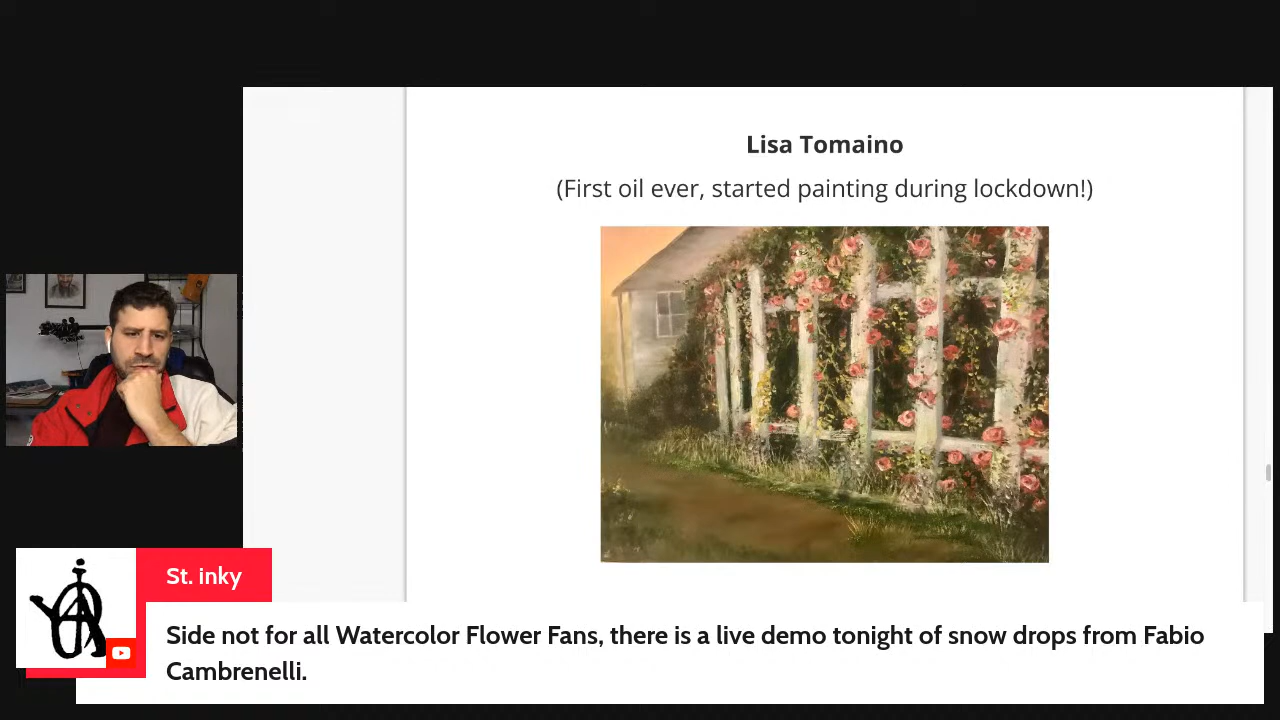 Lisa Tomaino
(First oil ever, started painting during lockdown!)
St. inky
Side not for all Watercolor Flower Fans, there is a live demo tonight of snow drops from Fabio
Cambrenelli.